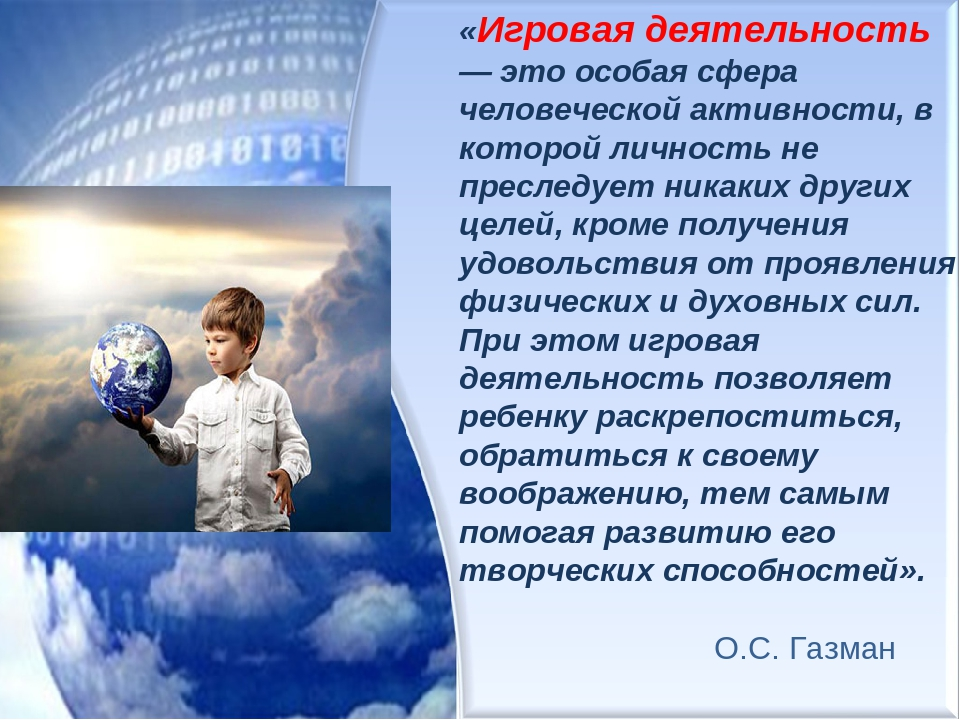 «Игровая деятельность
— это особая сфера
человеческой активности, в
которой личность не
преследует никаких других
целей, кроме получения
удовольствия от проявления
физических и духовных сил.
При этом игровая
деятельность позволяет
ребенку раскрепоститься,
обратиться к своему
воображению, тем самым
помогая развитию его
творческих способностей».
О.С. Газман